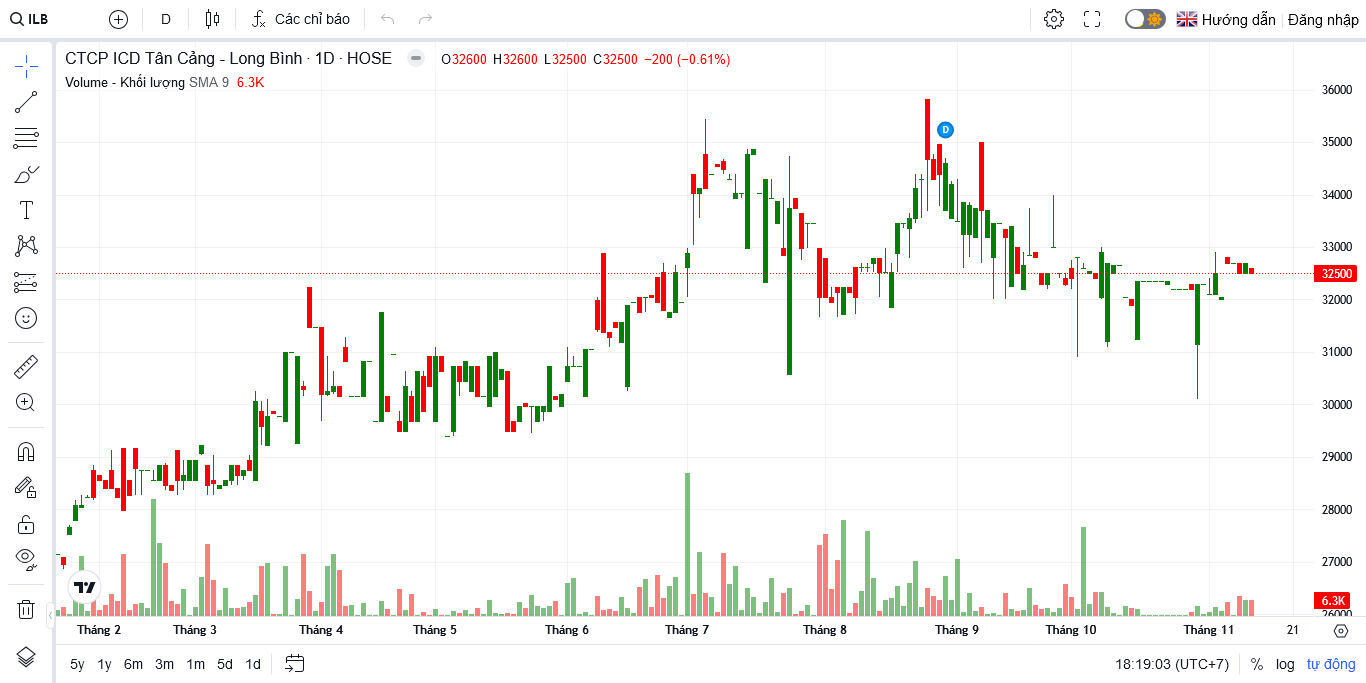 ILB D Các chỉ báo Hướng dẫn Đăng nhập
CTCP ICD Tân Cảng - Long Bình · 1D · HOSE O32600 H32600 L32500 C32500 −200 (−0.61%)
Volume - Khối lượng SMA 9 6.3K
36000
35000
D
34000
33000
32500
32000
31000
30000
29000
28000
27000
6.3K
26000
Tháng 2 Tháng 3 Tháng 4 Tháng 5 Tháng 6 Tháng 7 Tháng 8 Tháng 9 Tháng 10 Tháng 11 21
5y 1y 6m 3m 1m 5d 1d 18:19:03 (UTC+7) % log tự động